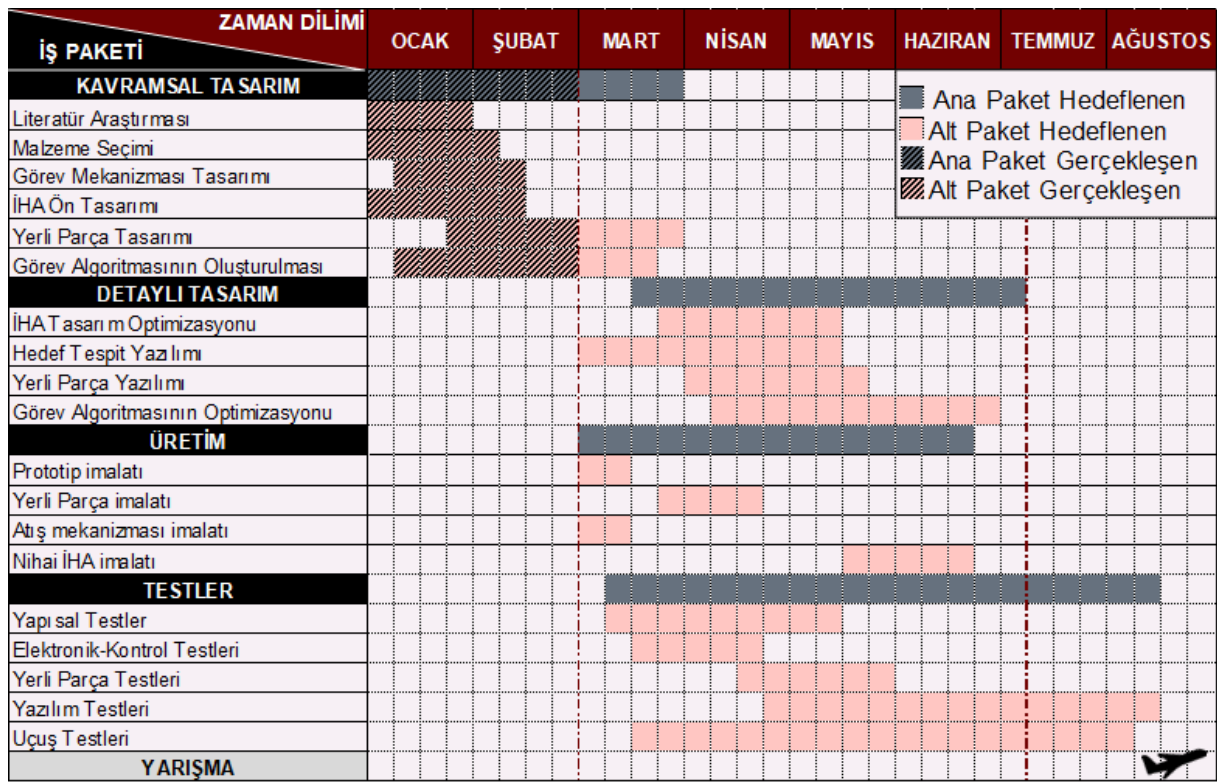 ZAMAN DİLİMİ
İŞ PAKETİ
OCAK ŞUBAT MART NİSAN MAYIS HAZIRAN TEMMUZ AĞUSTOS
KAVRAMSAL TASARIM
Literatür Araştırması
Malzeme Seçimi
Görev Mekanizması Tasarımı
İHA Ön Tasarımı
Yerli Parça Tasarımı
Görev Algoritmasının Oluşturulması
DETAYLI TASARIM
İHA Tasarım Optimizasyonu
Hedef Tespit Yazılımı
Yerli Parça Yazılımı
Görev Algoritmasının Optimizasyonu
ÜRETİM
Prototip imalatı
Yerli Parça imalatı
Atış mekanizması imalatı
Nihai İHA imalatı
TESTLER
Yapısal Testler
Elektronik-Kontrol Testleri
Yerli Parça Testleri
Yazılım Testleri
Uçuş Testleri
YARIŞMA
Ana Paket Hedeflenen
Alt Paket Hedeflenen
Ana Paket Gerçekleşen
Alt Paket Gerçekleşen